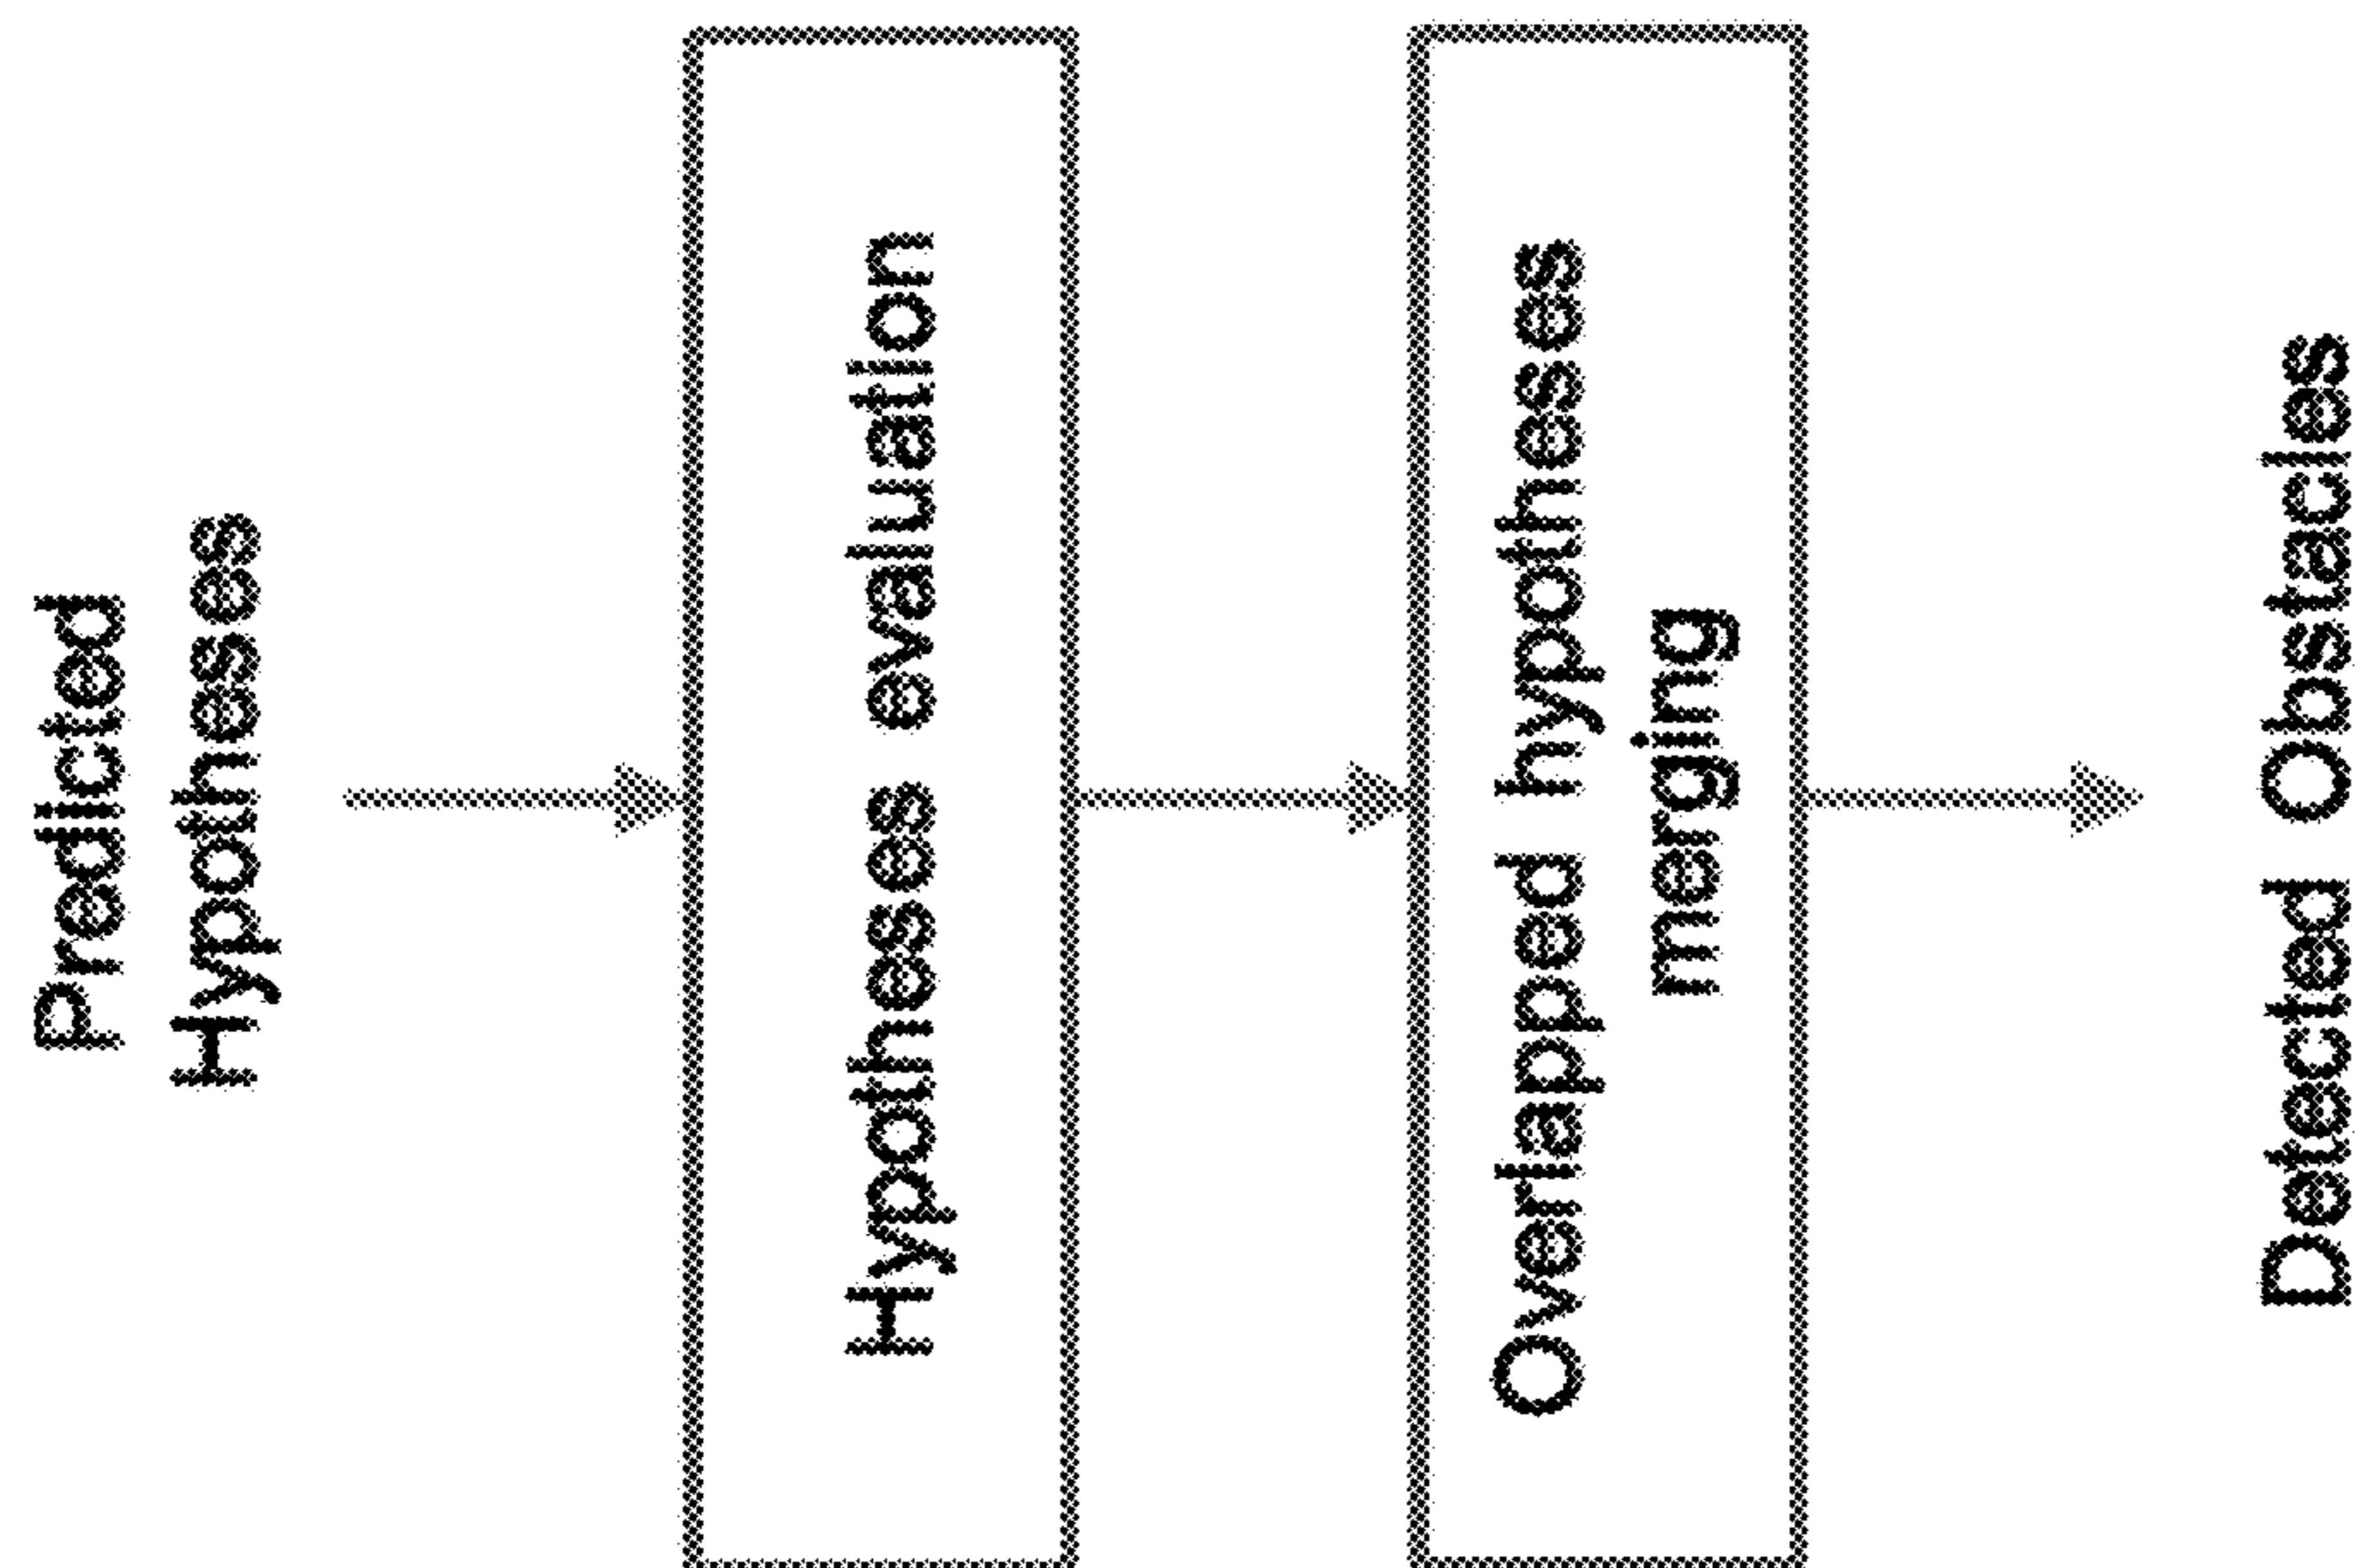 Predicted
Hypotheses
Hypotheses evaluation
Overlapped hypotheses
merging
Detected Obstacles